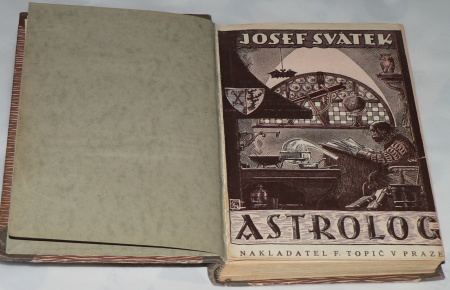 JOSEF SVÁTEK
ASTROLOG
NAKLADATEL F. TOPIČ V PRAZE